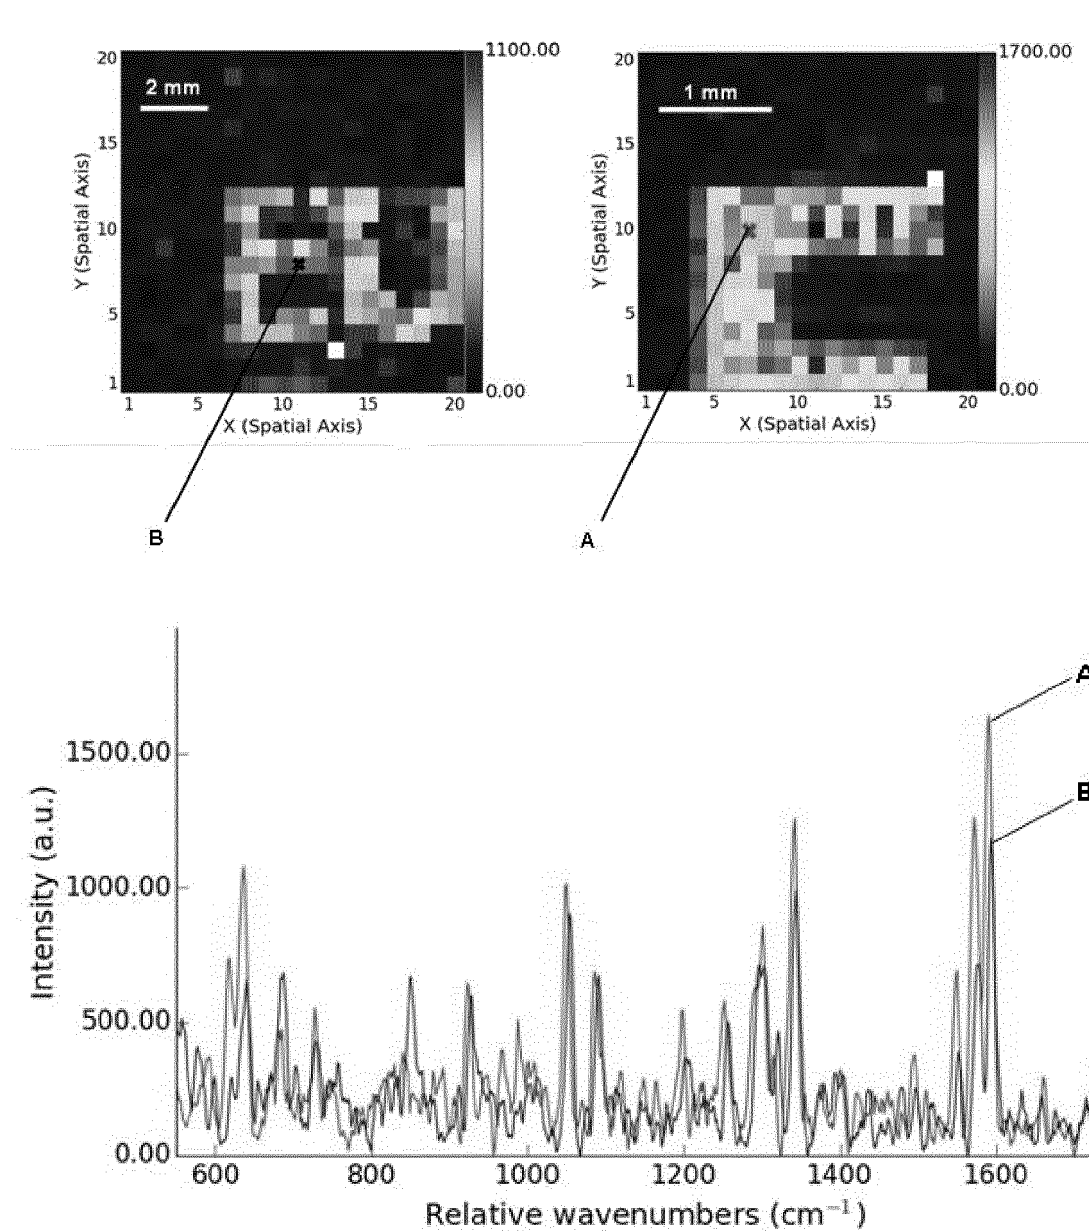 1100.00
1700.00
20
2 mm
15
Y (Spatial Axis)
10
5
1
0.00
1 5 10 15 20
X (Spatial Axis)
20
1 mm
15
Y (Spatial Axis)
10
5
1
0.00
1 5 10 15 20
X (Spatial Axis)
B
A
A
B
1500.00
1000.00
500.00
0.00
Intensity (a.u.)
600 800 1000 1200 1400 1600
Relative wavenumbers (cm⁻¹)